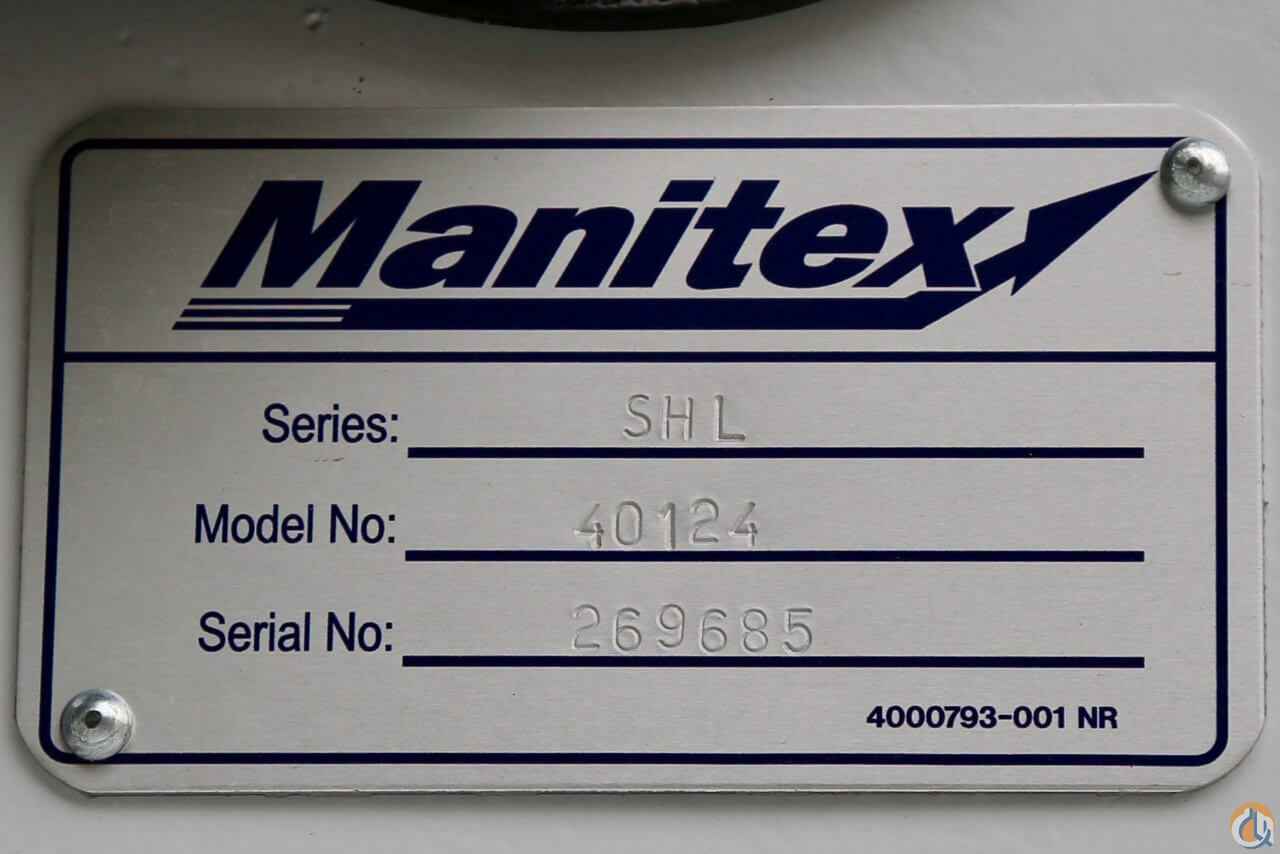 Manitex
Series: SHL
Model No: 40124
Serial No: 269685
4000793-001 NR